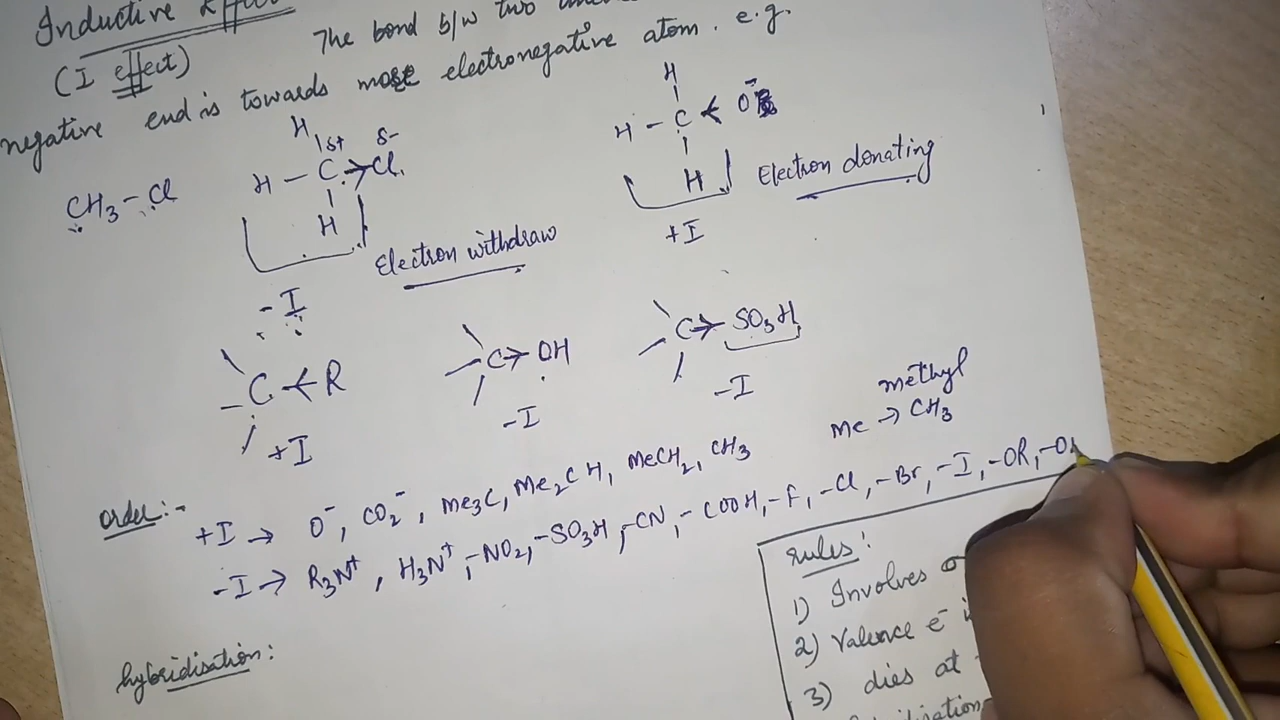 Inductive Effect
(I effect) The bond b/w two
negative end is towards more electronegative atom. e.g.
CH₃ – Cl
H
δ+ δ-
H – C → Cl
H
- I
Electron withdraw
H
H – C < O⁻
H
+I
Electron donating
C ← R
+I
C → OH
-I
C → SO₃H
-I
methyl
Me → CH₃
order:-
+I → O⁻, CO₂⁻, Me₃C, Me₂CH, MeCH₂, CH₃
-I → R₃N⁺, H₃N⁺, -NO₂, -SO₃H, -CN, -COOH, -F, -Cl, -Br, -I, -OR, -O
rules:
1) Involves
2) Valence e⁻
3) dies at
hybridisation: